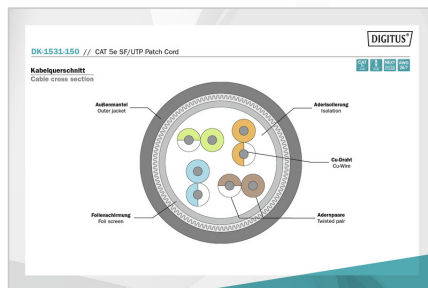 DIGITUS®
DK-1531-150 // CAT 5e SF/UTP Patch Cord
Kabelquerschnitt
Cable cross section
Außenmantel
Outer jacket
Aderisolierung
Isolation
Cu-Draht
Cu-Wire
Folienschirmung
Foil screen
Adernpaare
Twisted pair